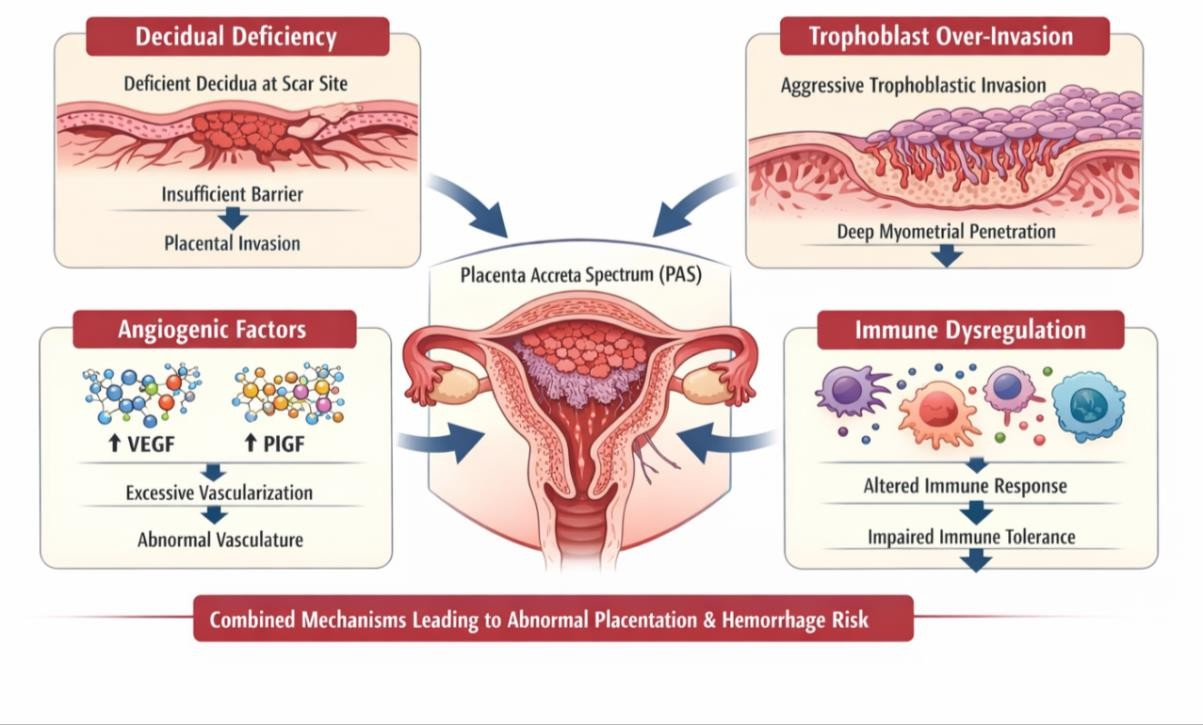 Decidual Deficiency
Deficient Decidua at Scar Site
Insufficient Barrier
Placental Invasion
Trophoblast Over-Invasion
Aggressive Trophoblastic Invasion
Deep Myometrial Penetration
Placenta Accreta Spectrum (PAS)
Angiogenic Factors
⬆ VEGF
⬆ PIGF
Excessive Vascularization
Abnormal Vasculature
Immune Dysregulation
Altered Immune Response
Impaired Immune Tolerance
Combined Mechanisms Leading to Abnormal Placentation & Hemorrhage Risk